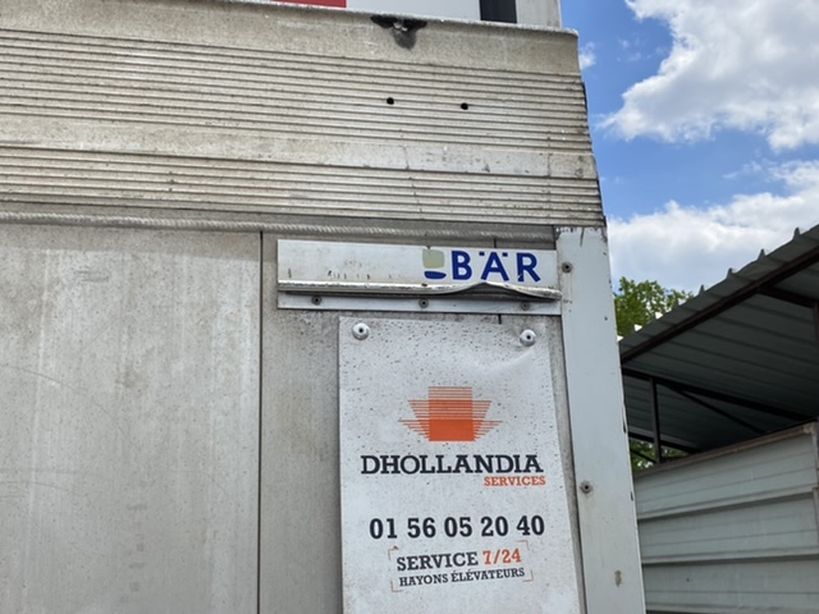 BÄR
DHOLLANDIA
SERVICES
01 56 05 20 40
SERVICE 7/24
HAYONS ÉLÉVATEURS